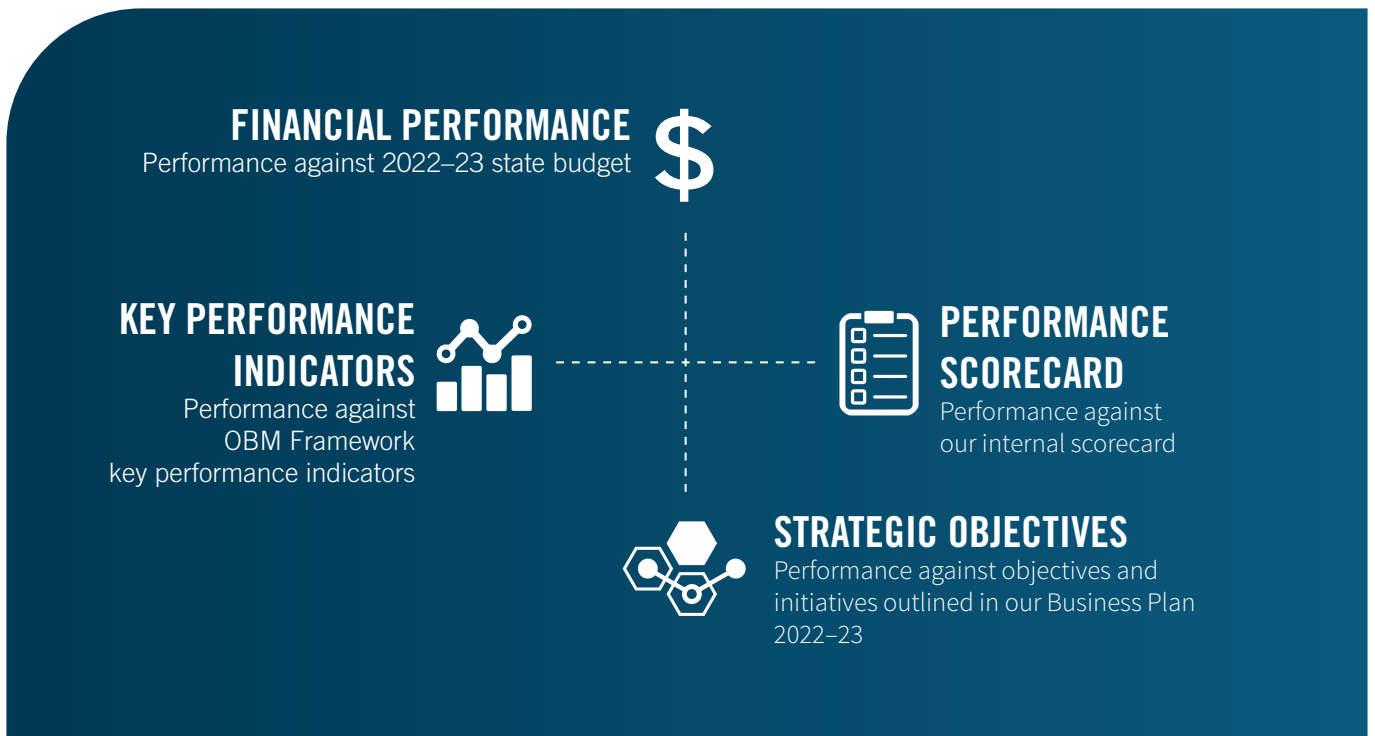 FINANCIAL PERFORMANCE
Performance against 2022–23 state budget
$
KEY PERFORMANCE
INDICATORS
Performance against
OBM Framework
key performance indicators
PERFORMANCE
SCORECARD
Performance against
our internal scorecard
STRATEGIC OBJECTIVES
Performance against objectives and
initiatives outlined in our Business Plan
2022–23